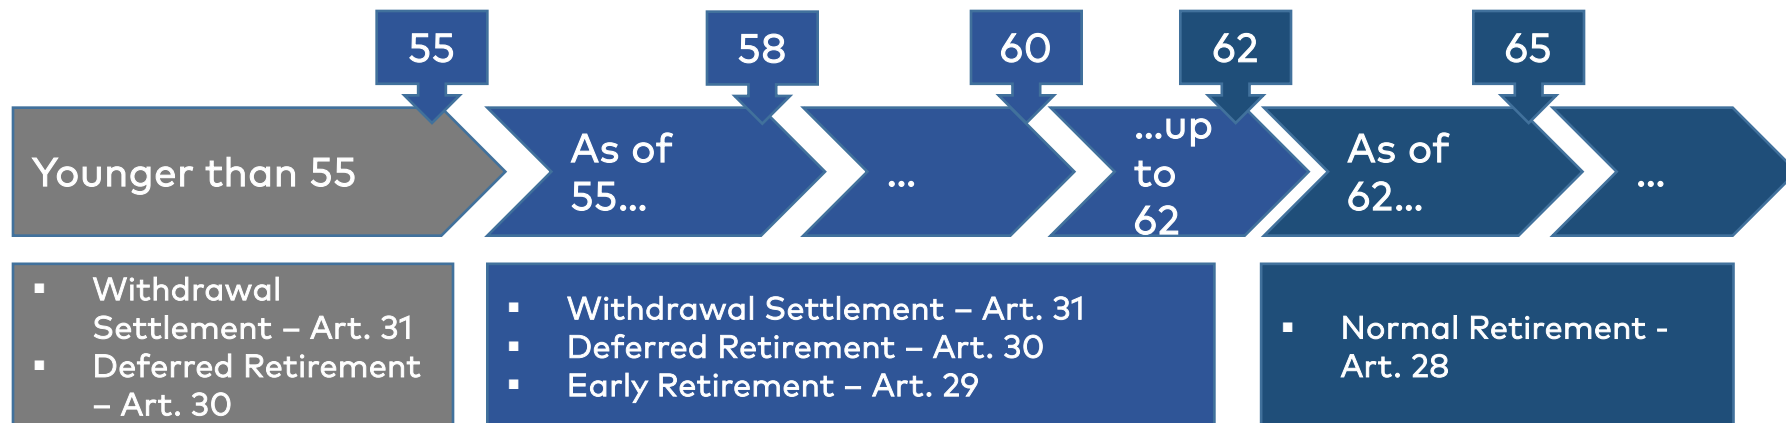 55
58
60
62
65
Younger than 55
As of
55...
...
...up
to
62
As of
62...
...
▪ Withdrawal
Settlement – Art. 31
▪ Deferred Retirement
– Art. 30
▪ Withdrawal Settlement – Art. 31
▪ Deferred Retirement – Art. 30
▪ Early Retirement – Art. 29
▪ Normal Retirement -
Art. 28